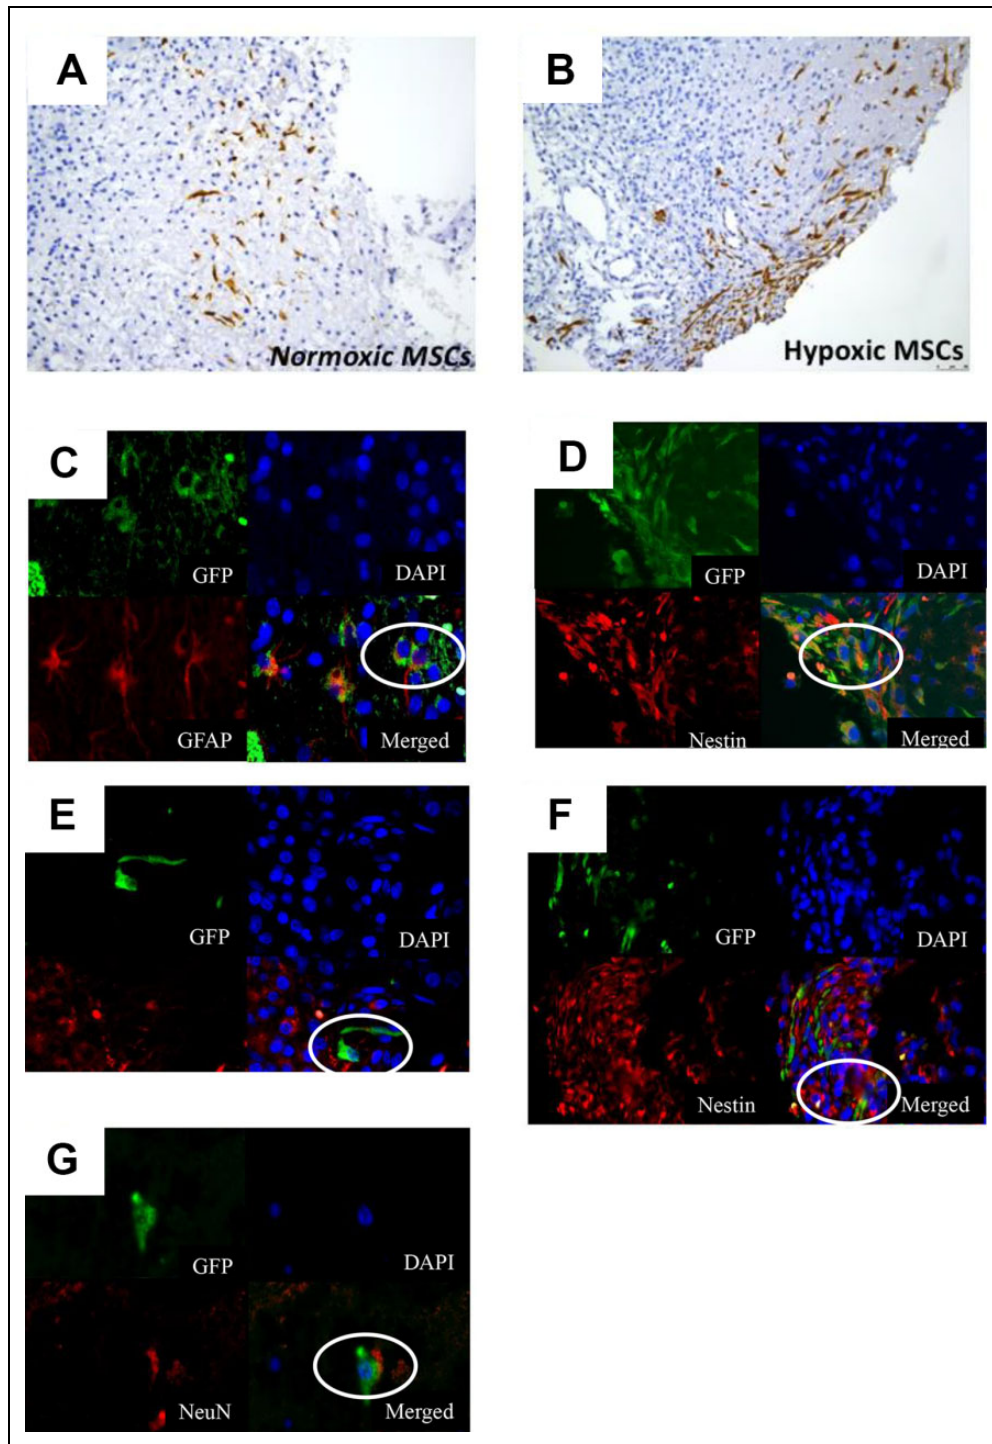 A
B
Normoxic MSCs
Hypoxic MSCs
C
D
GFP
DAPI
GFP
DAPI
GFAP
Merged
Nestin
Merged
E
F
GFP
DAPI
GFP
DAPI
Nestin
Merged
G
GFP
DAPI
NeuN
Merged